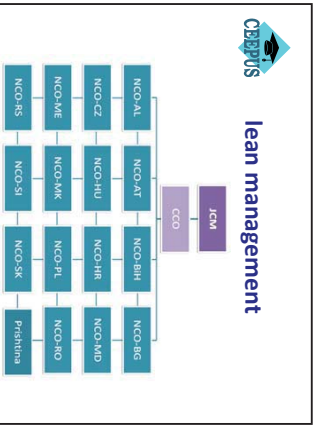 CEEPUS
lean management
JCM
CCO
NCO-AL
NCO-AT
NCO-BiH
NCO-BG
NCO-CZ
NCO-HU
NCO-HR
NCO-MD
NCO-ME
NCO-MK
NCO-PL
NCO-RO
NCO-RS
NCO-SI
NCO-SK
Prishtina